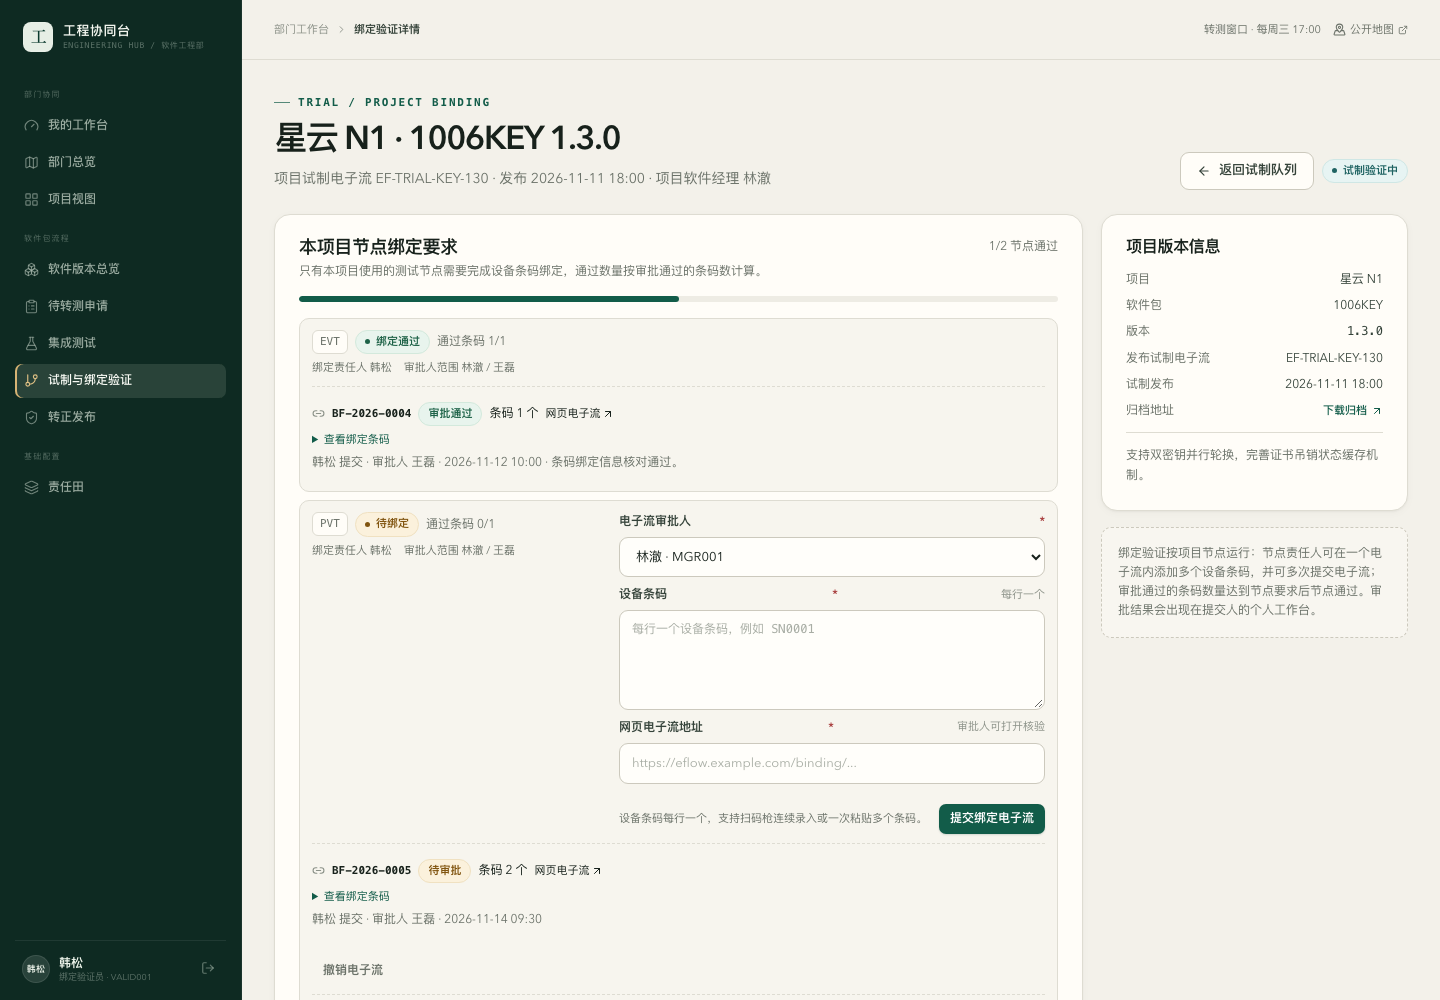 工
工程协同台
ENGINEERING HUB / 软件工程部
部门协同
我的工作台
部门总览
项目视图
软件包流程
软件版本总览
待转测申请
集成测试
试制与绑定验证
转正发布
基础配置
责任田
韩松
韩松
绑定验证员 · VALID001
部门工作台 > 绑定验证详情
转测窗口 · 每周三 17:00 公开地图
TRIAL / PROJECT BINDING
星云 N1 · 1006KEY 1.3.0
项目试制电子流 EF-TRIAL-KEY-130 · 发布 2026-11-11 18:00 · 项目软件经理 林澈
返回试制队列
试制验证中
本项目节点绑定要求
1/2 节点通过
只有本项目使用的测试节点需要完成设备条码绑定，通过数量按审批通过的条码数计算。
EVT 绑定通过 通过条码 1/1
绑定责任人 韩松 审批人范围 林澈 / 王磊
BF-2026-0004 审批通过 条码 1 个 网页电子流
查看绑定条码
韩松 提交 · 审批人 王磊 · 2026-11-12 10:00 · 条码绑定信息核对通过。
PVT 待绑定 通过条码 0/1
绑定责任人 韩松 审批人范围 林澈 / 王磊
电子流审批人 *
林澈 · MGR001
设备条码 * 每行一个
每行一个设备条码，例如 SN0001
网页电子流地址 * 审批人可打开核验
https://eflow.example.com/binding/...
设备条码每行一个，支持扫码枪连续录入或一次粘贴多个条码。
提交绑定电子流
BF-2026-0005 待审批 条码 2 个 网页电子流
查看绑定条码
韩松 提交 · 审批人 王磊 · 2026-11-14 09:30
撤销电子流
项目版本信息
项目 星云 N1
软件包 1006KEY
版本 1.3.0
发布试制电子流 EF-TRIAL-KEY-130
试制发布 2026-11-11 18:00
归档地址 下载归档
支持双密钥并行轮换，完善证书吊销状态缓存机
制。
绑定验证按项目节点运行：节点责任人可在一个电
子流内添加多个设备条码，并可多次提交电子流；
审批通过的条码数量达到节点要求后节点通过。审
批结果会出现在提交人的个人工作台。